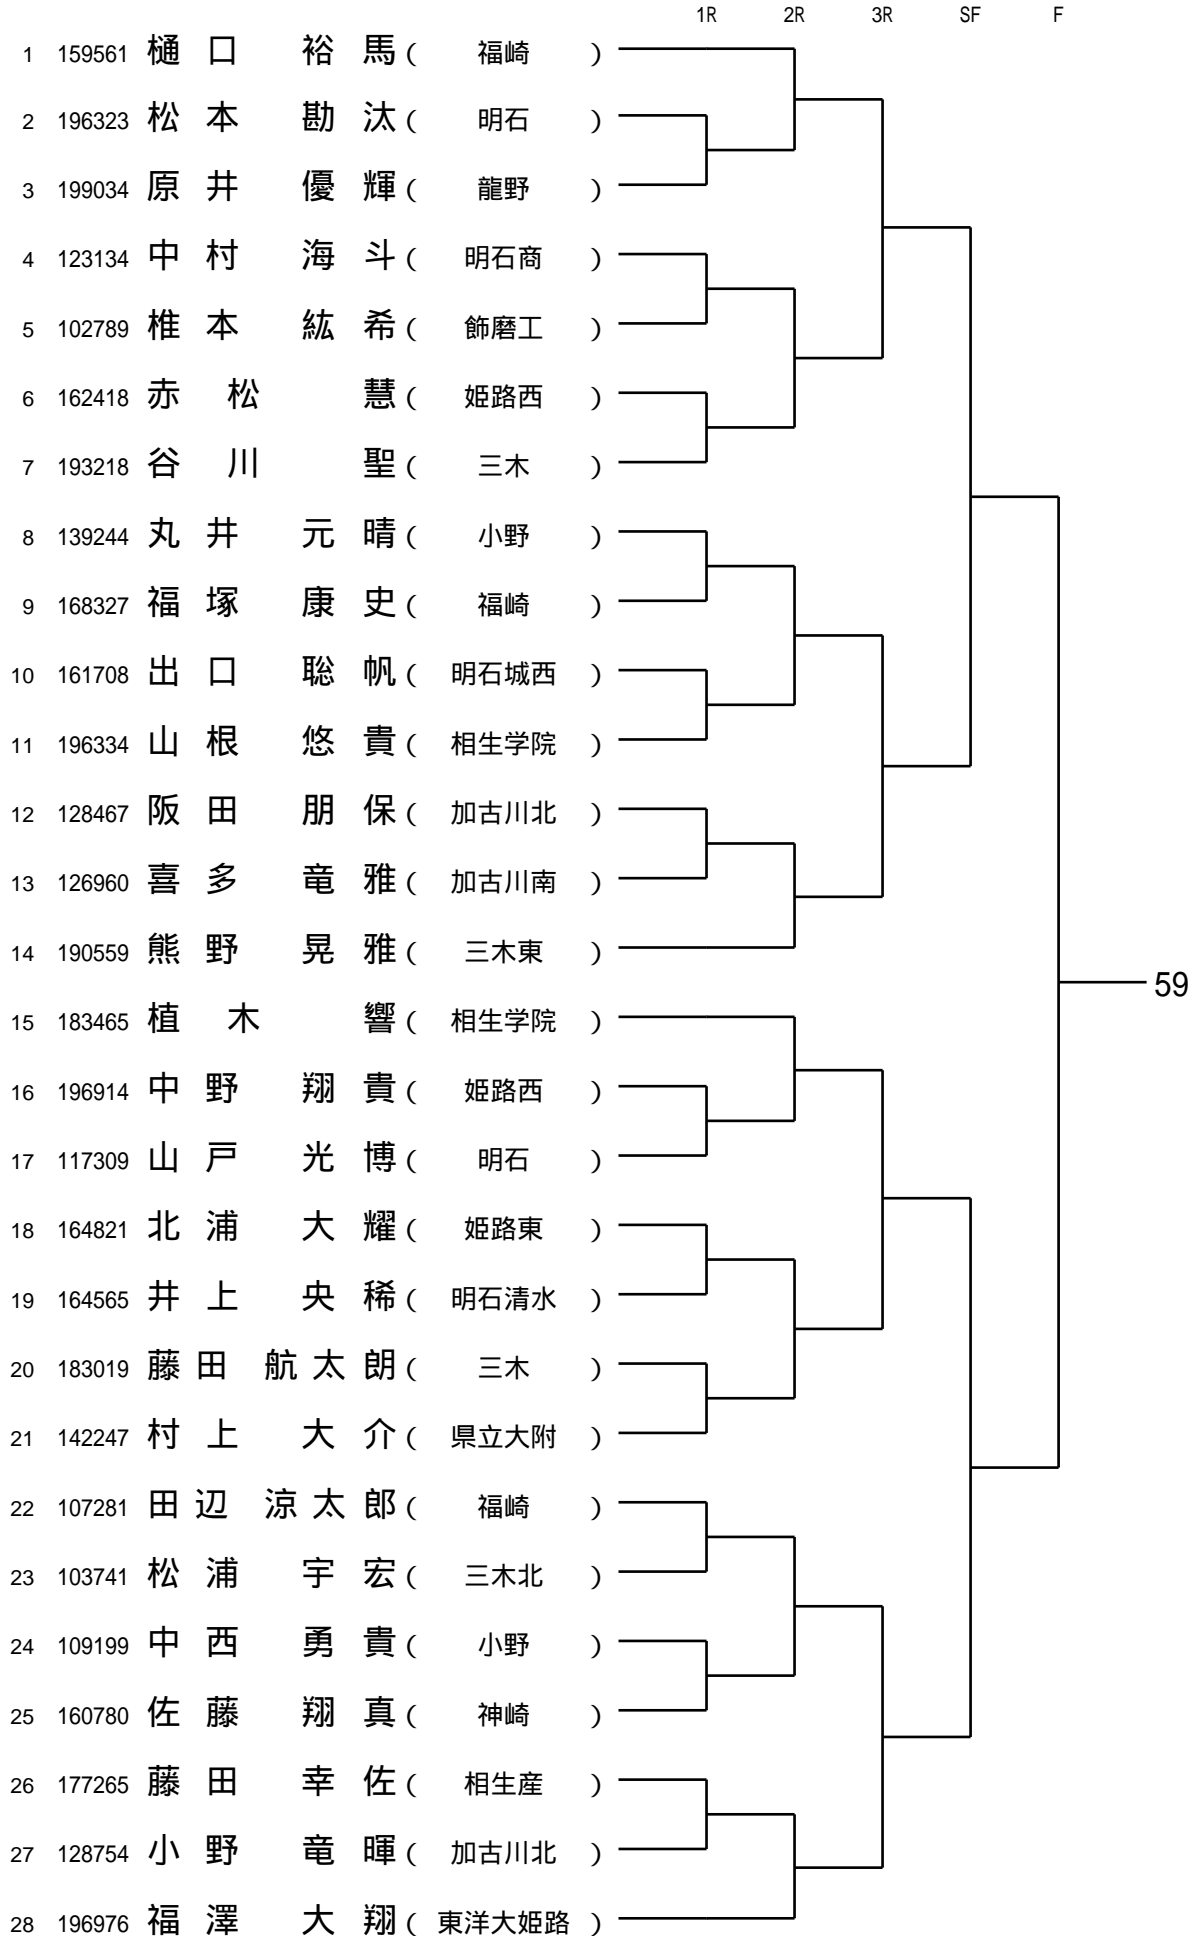 1R 2R 3R SF F
1 159561 樋口 裕馬 ( 福崎 )
2 196323 松本 勘汰 ( 明石 )
3 199034 原井 優輝 ( 龍野 )
4 123134 中村 海斗 ( 明石商 )
5 102789 椎本 紘希 ( 飾磨工 )
6 162418 赤松 慧 ( 姫路西 )
7 193218 谷川 聖 ( 三木 )
8 139244 丸井 元晴 ( 小野 )
9 168327 福塚 康史 ( 福崎 )
10 161708 出口 聡帆 ( 明石城西 )
11 196334 山根 悠貴 ( 相生学院 )
12 128467 阪田 朋保 ( 加古川北 )
13 126960 喜多 竜雅 ( 加古川南 )
14 190559 熊野 晃雅 ( 三木東 )
59
15 183465 植木 響 ( 相生学院 )
16 196914 中野 翔貴 ( 姫路西 )
17 117309 山戸 光博 ( 明石 )
18 164821 北浦 大耀 ( 姫路東 )
19 164565 井上 央稀 ( 明石清水 )
20 183019 藤田 航太朗 ( 三木 )
21 142247 村上 大介 ( 県立大附 )
22 107281 田辺 涼太郎 ( 福崎 )
23 103741 松浦 宇宏 ( 三木北 )
24 109199 中西 勇貴 ( 小野 )
25 160780 佐藤 翔真 ( 神崎 )
26 177265 藤田 幸佐 ( 相生産 )
27 128754 小野 竜暉 ( 加古川北 )
28 196976 福澤 大翔 ( 東洋大姫路 )